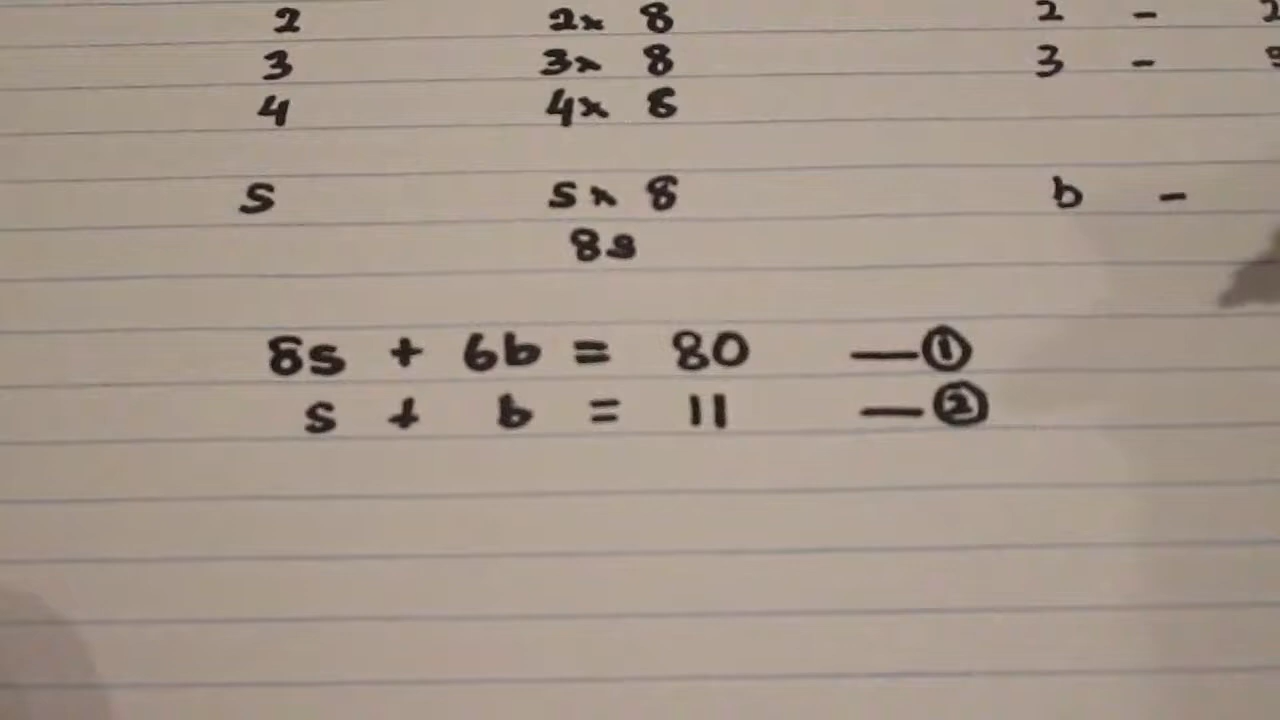 2 2x 8 2 -
3 3x 8 3 -
4 4x 8
s s x 8 b -
8s
8s + 6b = 80 — ①
s + b = 11 — ②